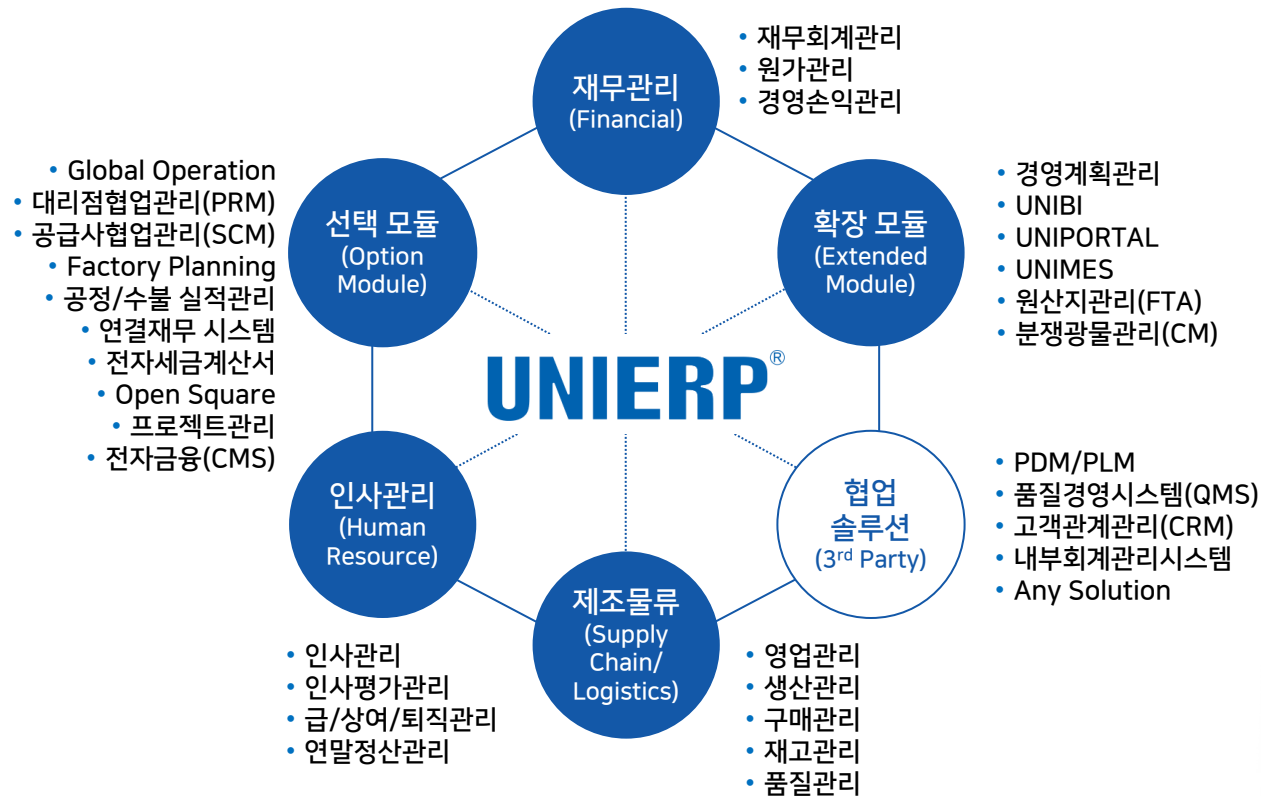 재무관리
(Financial)
• 재무회계관리
• 원가관리
• 경영손익관리
선택 모듈
(Option
Module)
• Global Operation
• 대리점협업관리(PRM)
• 공급사협업관리(SCM)
• Factory Planning
• 공정/수불 실적관리
• 연결재무 시스템
• 전자세금계산서
• Open Square
• 프로젝트관리
• 전자금융(CMS)
확장 모듈
(Extended
Module)
• 경영계획관리
• UNIBI
• UNIPORTAL
• UNIMES
• 원산지관리(FTA)
• 분쟁광물관리(CM)
UNIERP®
인사관리
(Human
Resource)
• 인사관리
• 인사평가관리
• 급/상여/퇴직관리
• 연말정산관리
협업
솔루션
(3rd Party)
• PDM/PLM
• 품질경영시스템(QMS)
• 고객관계관리(CRM)
• 내부회계관리시스템
• Any Solution
제조물류
(Supply
Chain/
Logistics)
• 영업관리
• 생산관리
• 구매관리
• 재고관리
• 품질관리